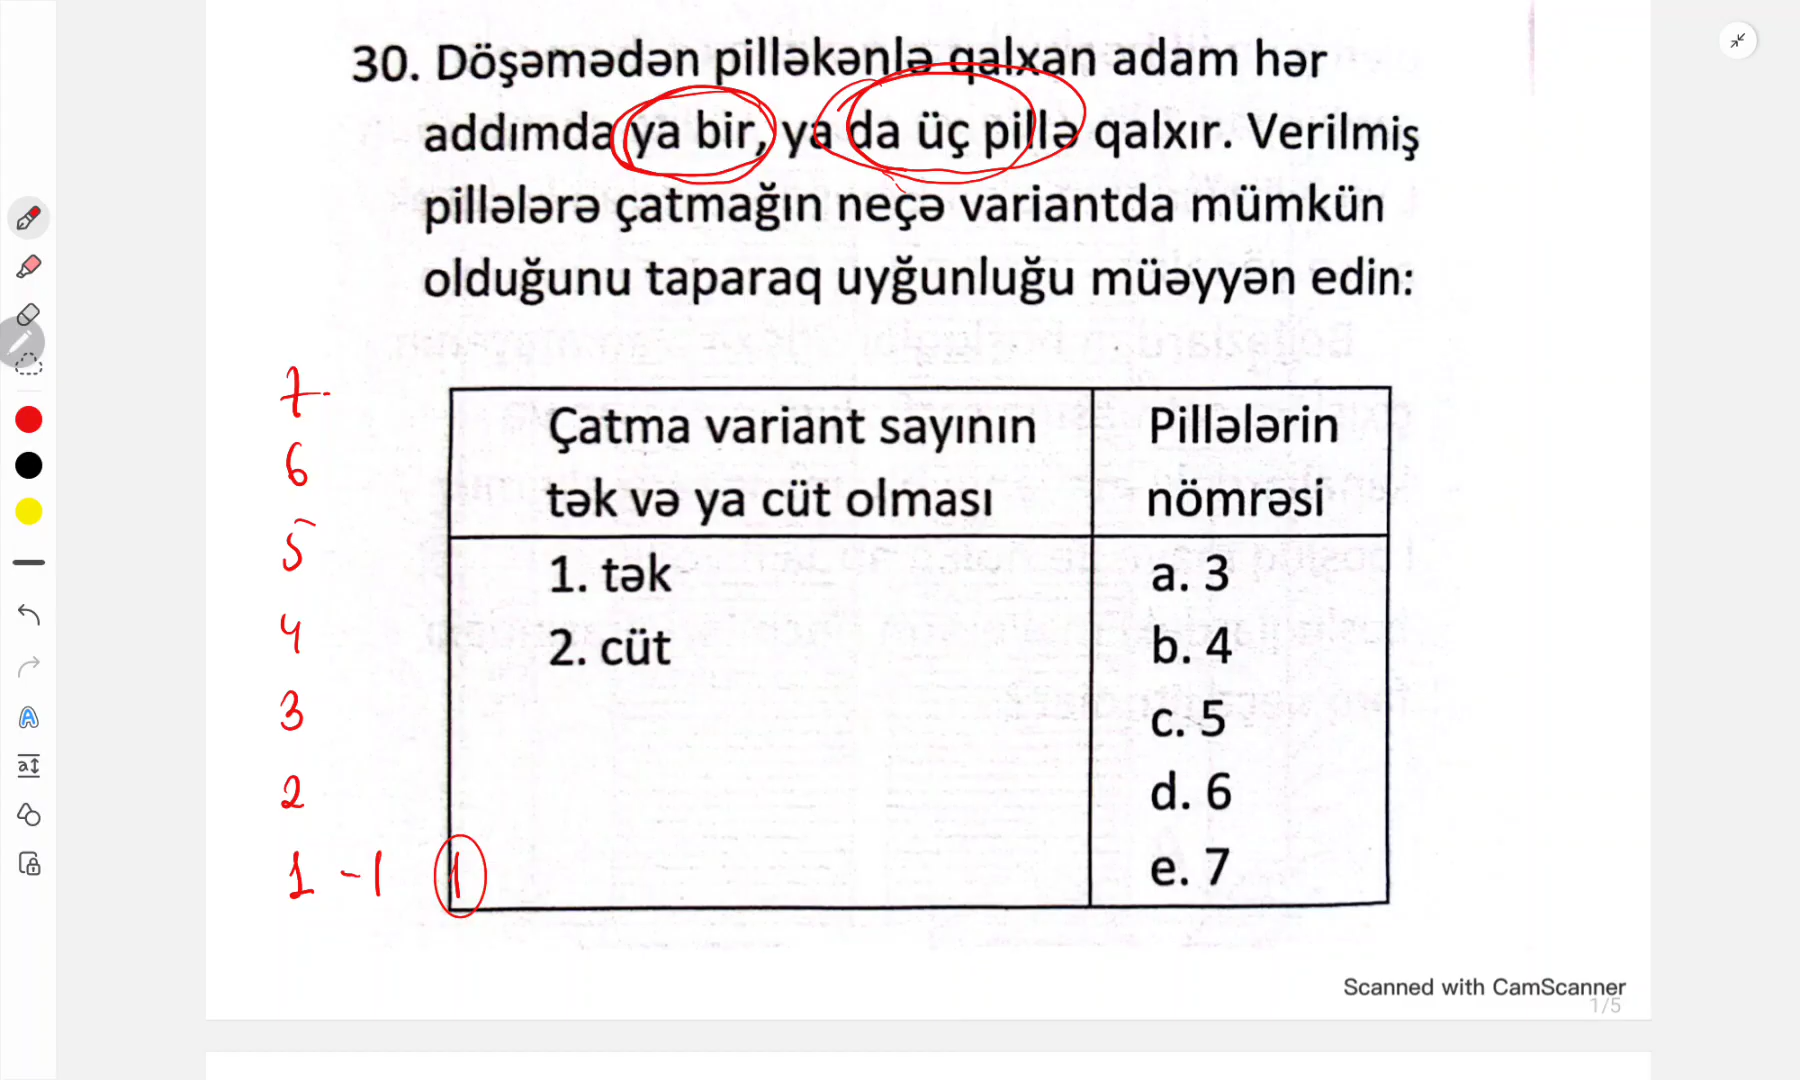 30. Döşəmədən pilləkənlə qalxan adam hər
addımda ya bir, ya da üç pillə qalxır. Verilmiş
pillələrə çatmağın neçə variantda mümkün
olduğunu taparaq uyğunluğu müəyyən edin:
Çatma variant sayının
tək və ya cüt olması
Pillələrin
nömrəsi
1. tək
2. cüt
a. 3
b. 4
c. 5
d. 6
e. 7
7
6
5
4
3
2
1 - 1 1
Scanned with CamScanner
1/5